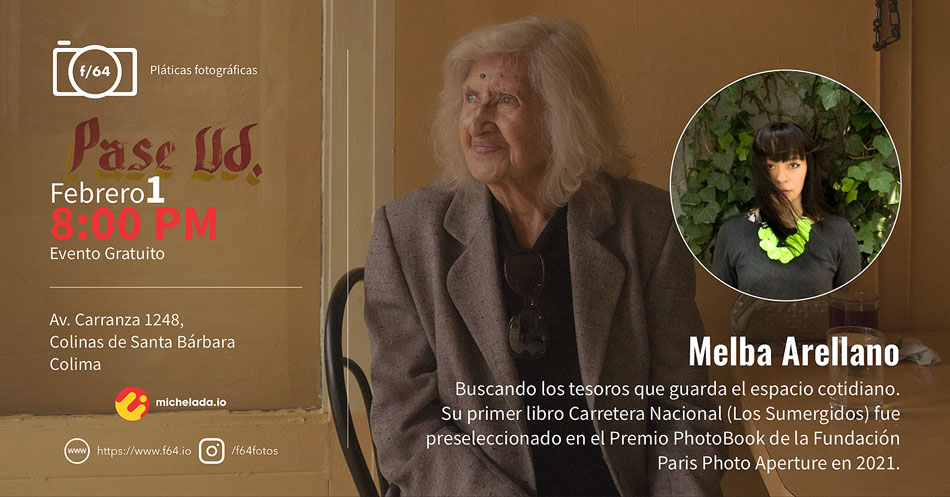 f/64
Pláticas fotográficas
Pase Ud.
Febrero1
8:00 PM
Evento Gratuito
Av. Carranza 1248,
Colinas de Santa Bárbara
Colima
michelada.io
www
https://www.f64.io
/f64fotos
Melba Arellano
Buscando los tesoros que guarda el espacio cotidiano.
Su primer libro Carretera Nacional (Los Sumergidos) fue
preseleccionado en el Premio PhotoBook de la Fundación
Paris Photo Aperture en 2021.